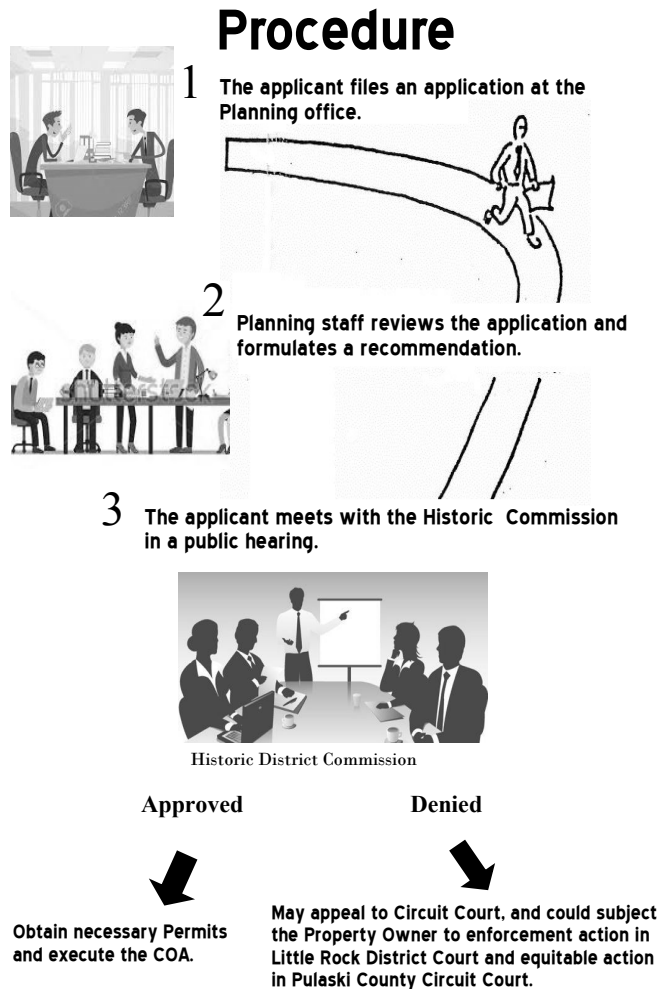 Procedure
1
The applicant files an application at the
Planning office.
2
Planning staff reviews the application and
formulates a recommendation.
shutterstock
3
The applicant meets with the Historic Commission
in a public hearing.
Historic District Commission
Approved
Denied
Obtain necessary Permits
and execute the COA.
May appeal to Circuit Court, and could subject
the Property Owner to enforcement action in
Little Rock District Court and equitable action
in Pulaski County Circuit Court.